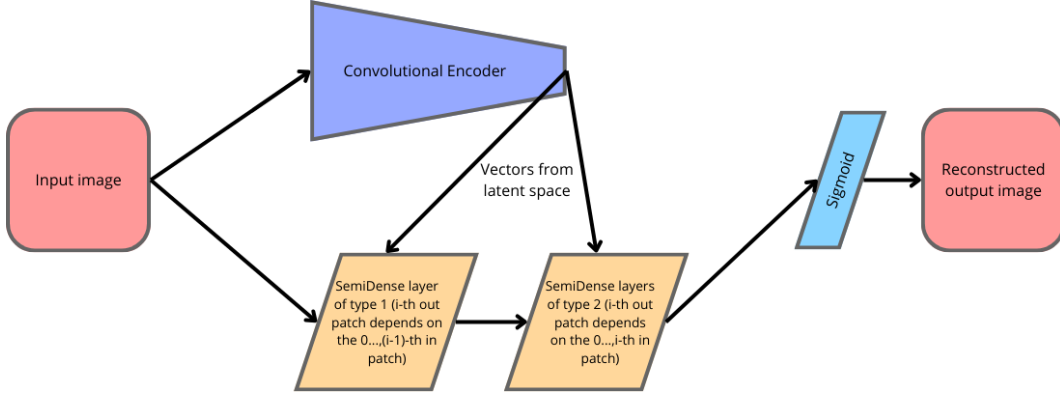 Convolutional Encoder
Input image
Vectors from
latent space
Sigmoid
Reconstructed
output image
SemiDense layer
of type 1 (i-th out
patch depends on
the 0...,(i-1)-th in
patch)
SemiDense layers
of type 2 (i-th out
patch depends
on the 0...,i-th in
patch)